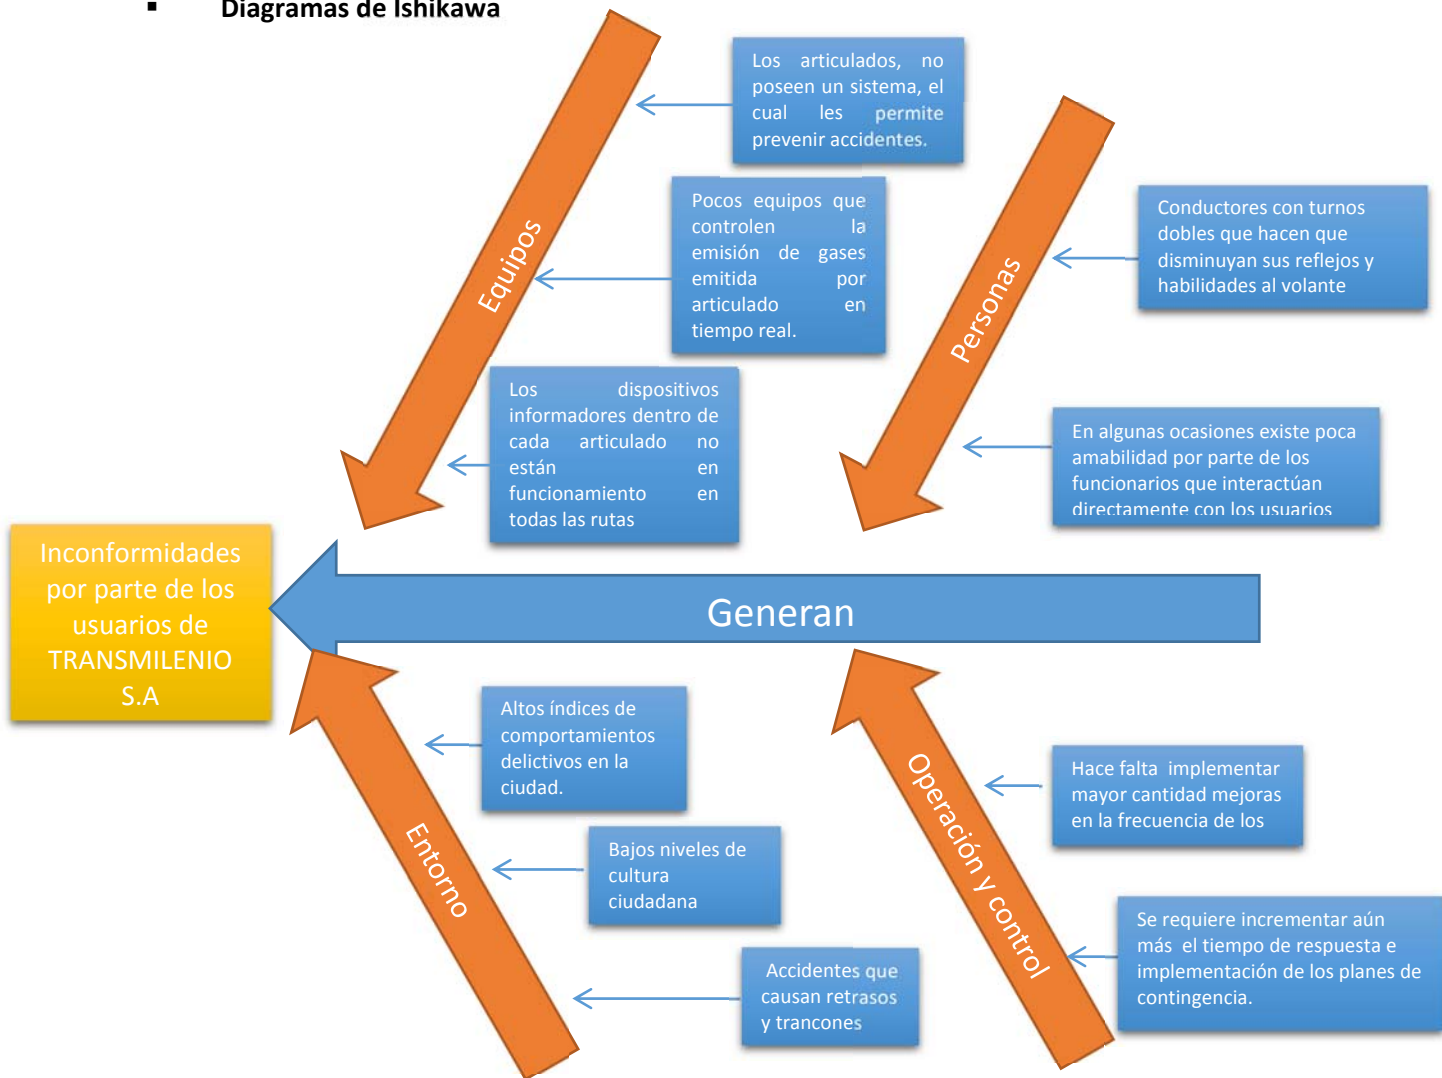 ▪ Diagramas de Ishikawa
Los articulados, no
poseen un sistema, el
cual les permite
prevenir accidentes.
Pocos equipos que
controlen la
emisión de gases
emitida por
articulado en
tiempo real.
Los dispositivos
informadores dentro de
cada articulado no
están en
funcionamiento en
todas las rutas
Equipos
Conductores con turnos
dobles que hacen que
disminuyan sus reflejos y
habilidades al volante
En algunas ocasiones existe poca
amabilidad por parte de los
funcionarios que interactúan
directamente con los usuarios
Personas
Inconformidades
por parte de los
usuarios de
TRANSMILENIO
S.A
Generan
Altos índices de
comportamientos
delictivos en la
ciudad.
Bajos niveles de
cultura
ciudadana
Accidentes que
causan retrasos
y trancones
Entorno
Hace falta implementar
mayor cantidad mejoras
en la frecuencia de los
Se requiere incrementar aún
más el tiempo de respuesta e
implementación de los planes de
contingencia.
Operación y control